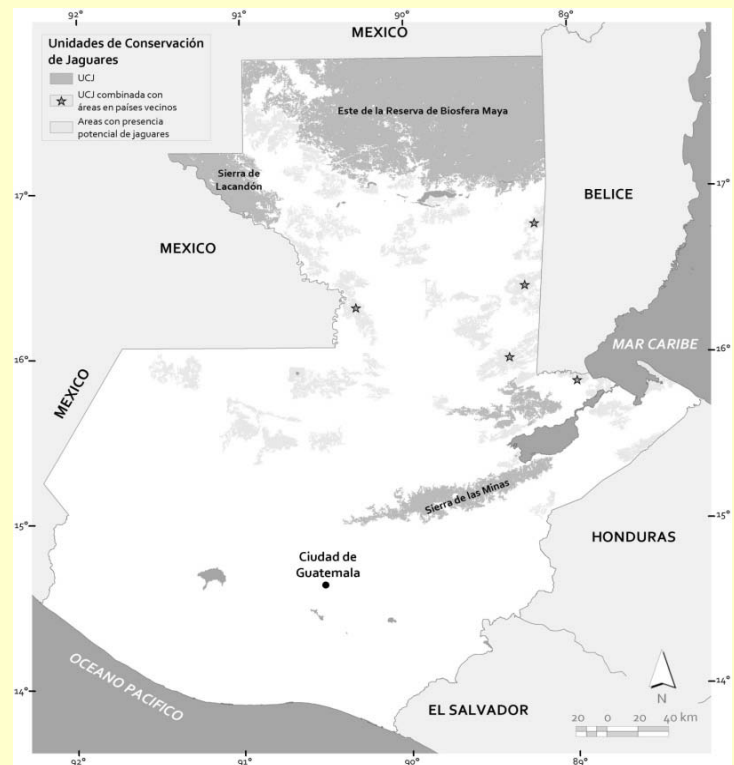 92°
91°
90°
89°
MEXICO
Unidades de Conservación
de Jaguares
UCJ
UCJ combinada con
áreas en países vecinos
Areas con presencia
potencial de jaguares
Este de la Reserva de Biosfera Maya
Sierra de
Lacandón
17°
17°
BELICE
MEXICO
MAR CARIBE
16°
16°
MEXICO
Sierra de las Minas
15°
15°
HONDURAS
Ciudad de
Guatemala
OCEANO PACIFICO
14°
14°
EL SALVADOR
N
20 0 20 40 km
92°
91°
90°
89°